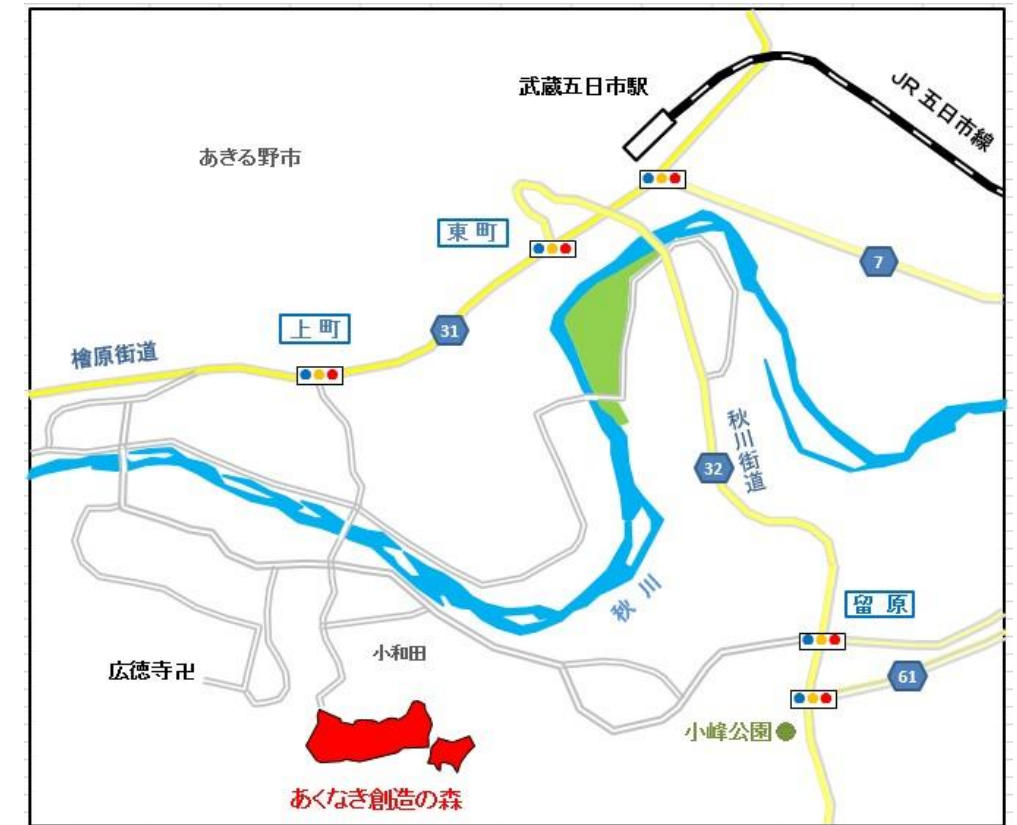 武蔵五日市駅
JR 五日市線
あきる野市
東町
7
上町
31
檜原街道
秋川街道
32
秋川
留原
小和田
広徳寺卍
61
小峰公園
あくなき創造の森